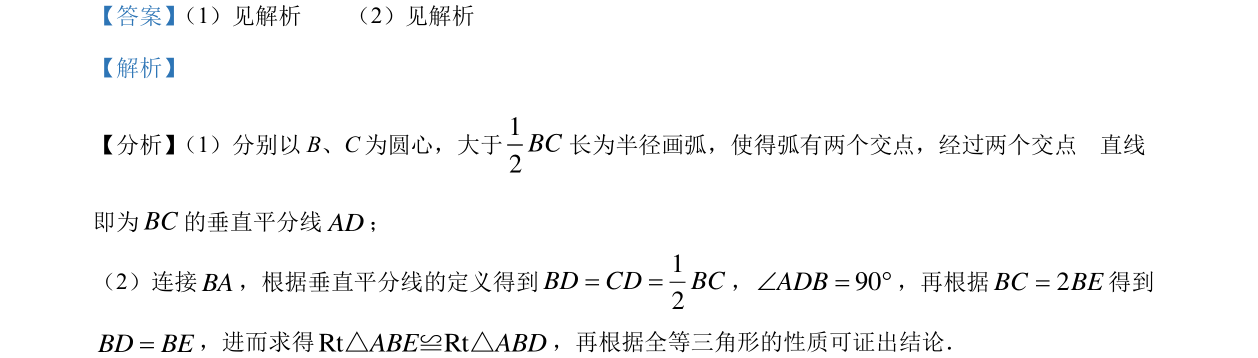 【答案】（1）见解析　　（2）见解析
【解析】
【分析】（1）分别以 B、C 为圆心，大于 1/2 BC 长为半径画弧，使得弧有两个交点，经过两个交点　直线
即为 BC 的垂直平分线 AD；
（2）连接 BA，根据垂直平分线的定义得到 BD = CD = 1/2 BC，∠ADB = 90°，再根据 BC = 2BE 得到
BD = BE，进而求得 Rt△ABE≌Rt△ABD，再根据全等三角形的性质可证出结论．